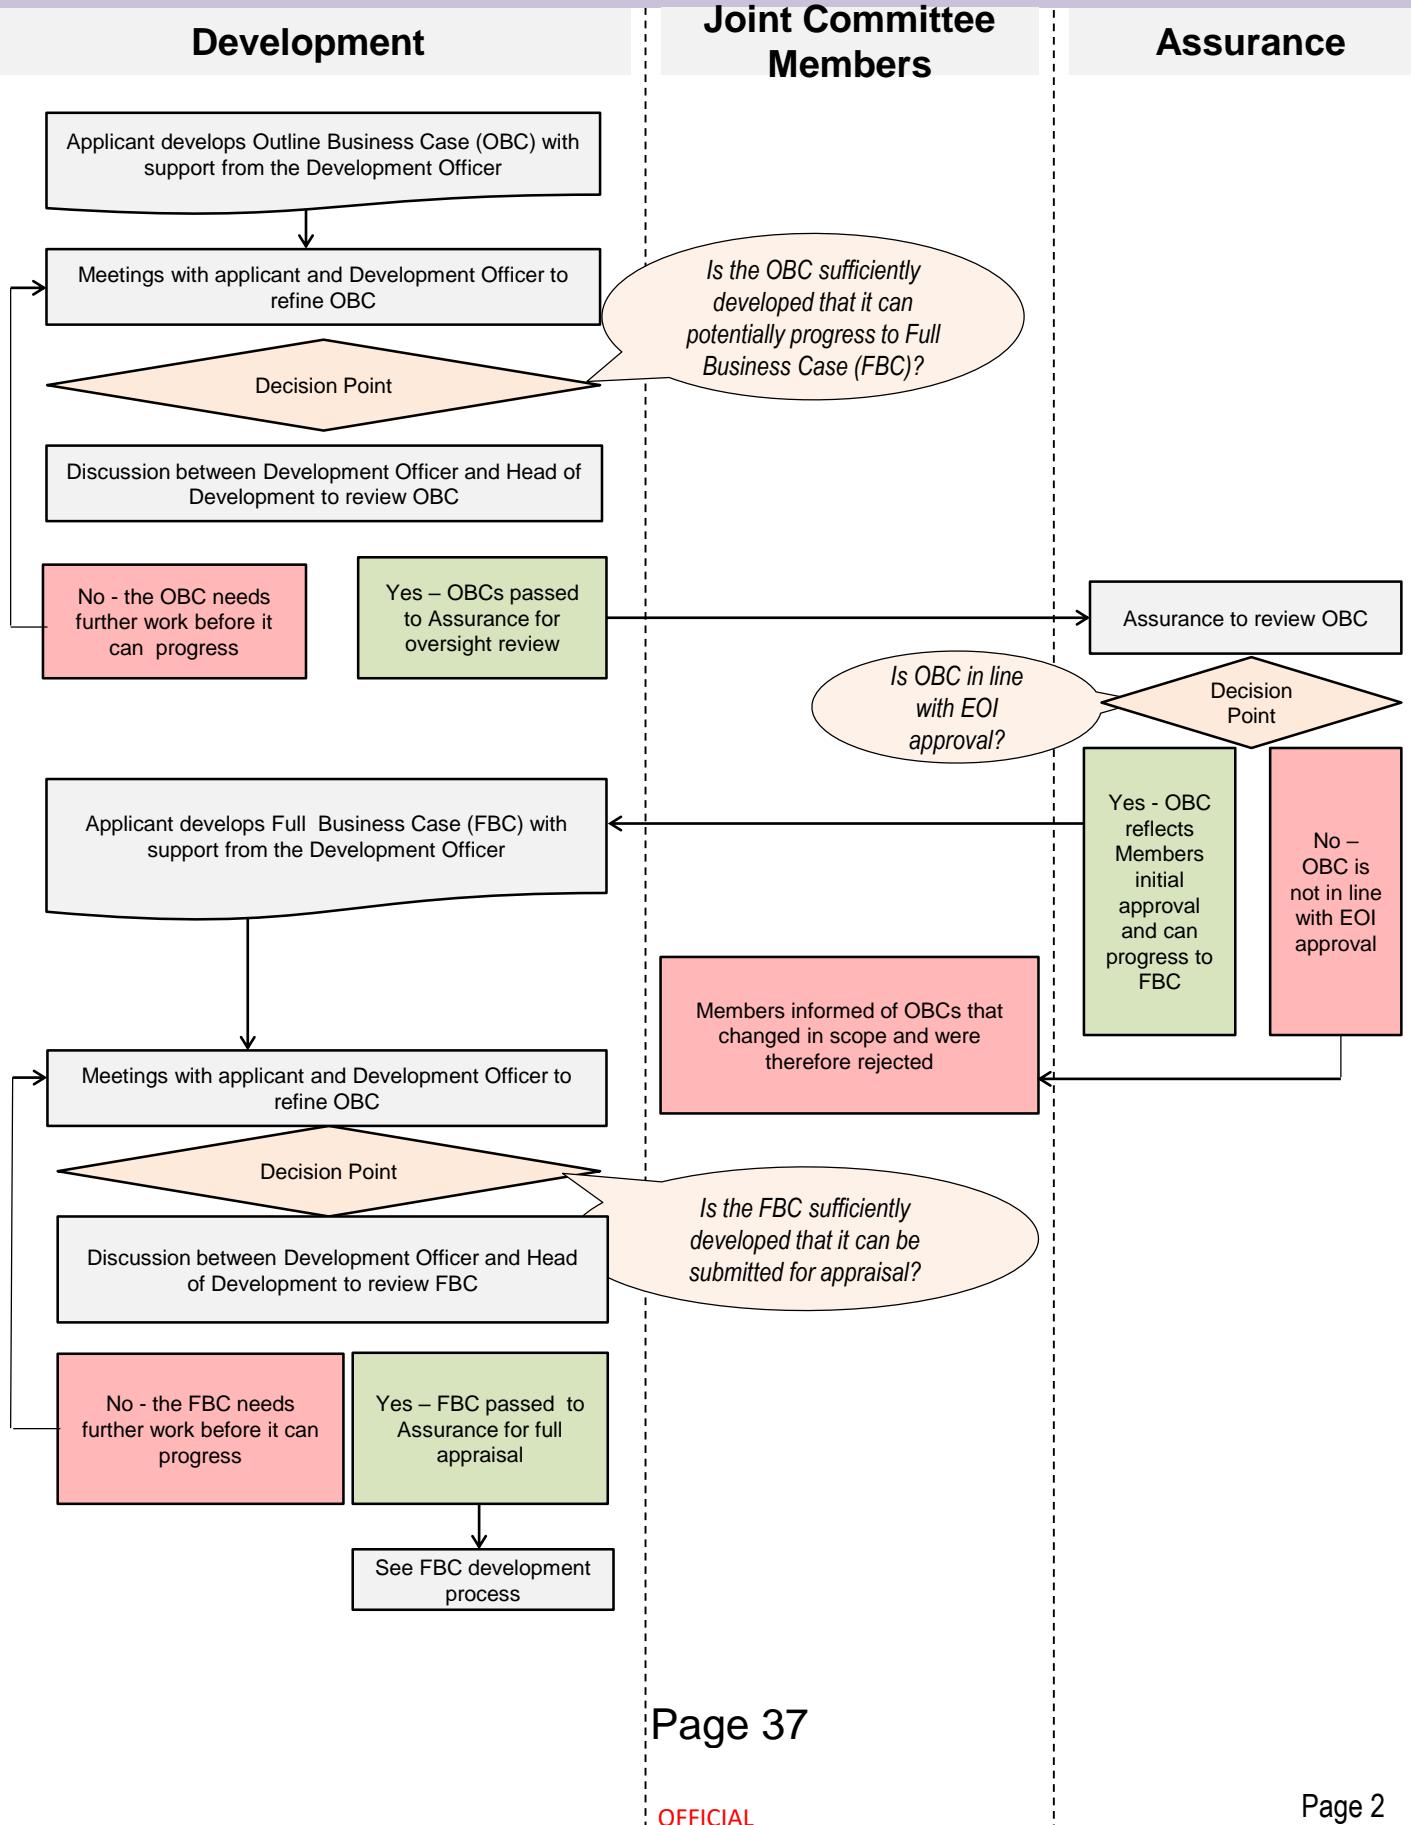 Development
Joint Committee
Members
Assurance
Applicant develops Outline Business Case (OBC) with
support from the Development Officer
Meetings with applicant and Development Officer to
refine OBC
Is the OBC sufficiently
developed that it can
potentially progress to Full
Business Case (FBC)?
Decision Point
Discussion between Development Officer and Head of
Development to review OBC
No - the OBC needs
further work before it
can progress
Yes – OBCs passed
to Assurance for
oversight review
Assurance to review OBC
Is OBC in line
with EOI
approval?
Decision
Point
Yes - OBC
reflects
Members
initial
approval
and can
progress to
FBC
No –
OBC is
not in line
with EOI
approval
Applicant develops Full Business Case (FBC) with
support from the Development Officer
Members informed of OBCs that
changed in scope and were
therefore rejected
Meetings with applicant and Development Officer to
refine OBC
Decision Point
Is the FBC sufficiently
developed that it can be
submitted for appraisal?
Discussion between Development Officer and Head
of Development to review FBC
No - the FBC needs
further work before it can
progress
Yes – FBC passed to
Assurance for full
appraisal
See FBC development
process
Page 37
OFFICIAL
Page 2